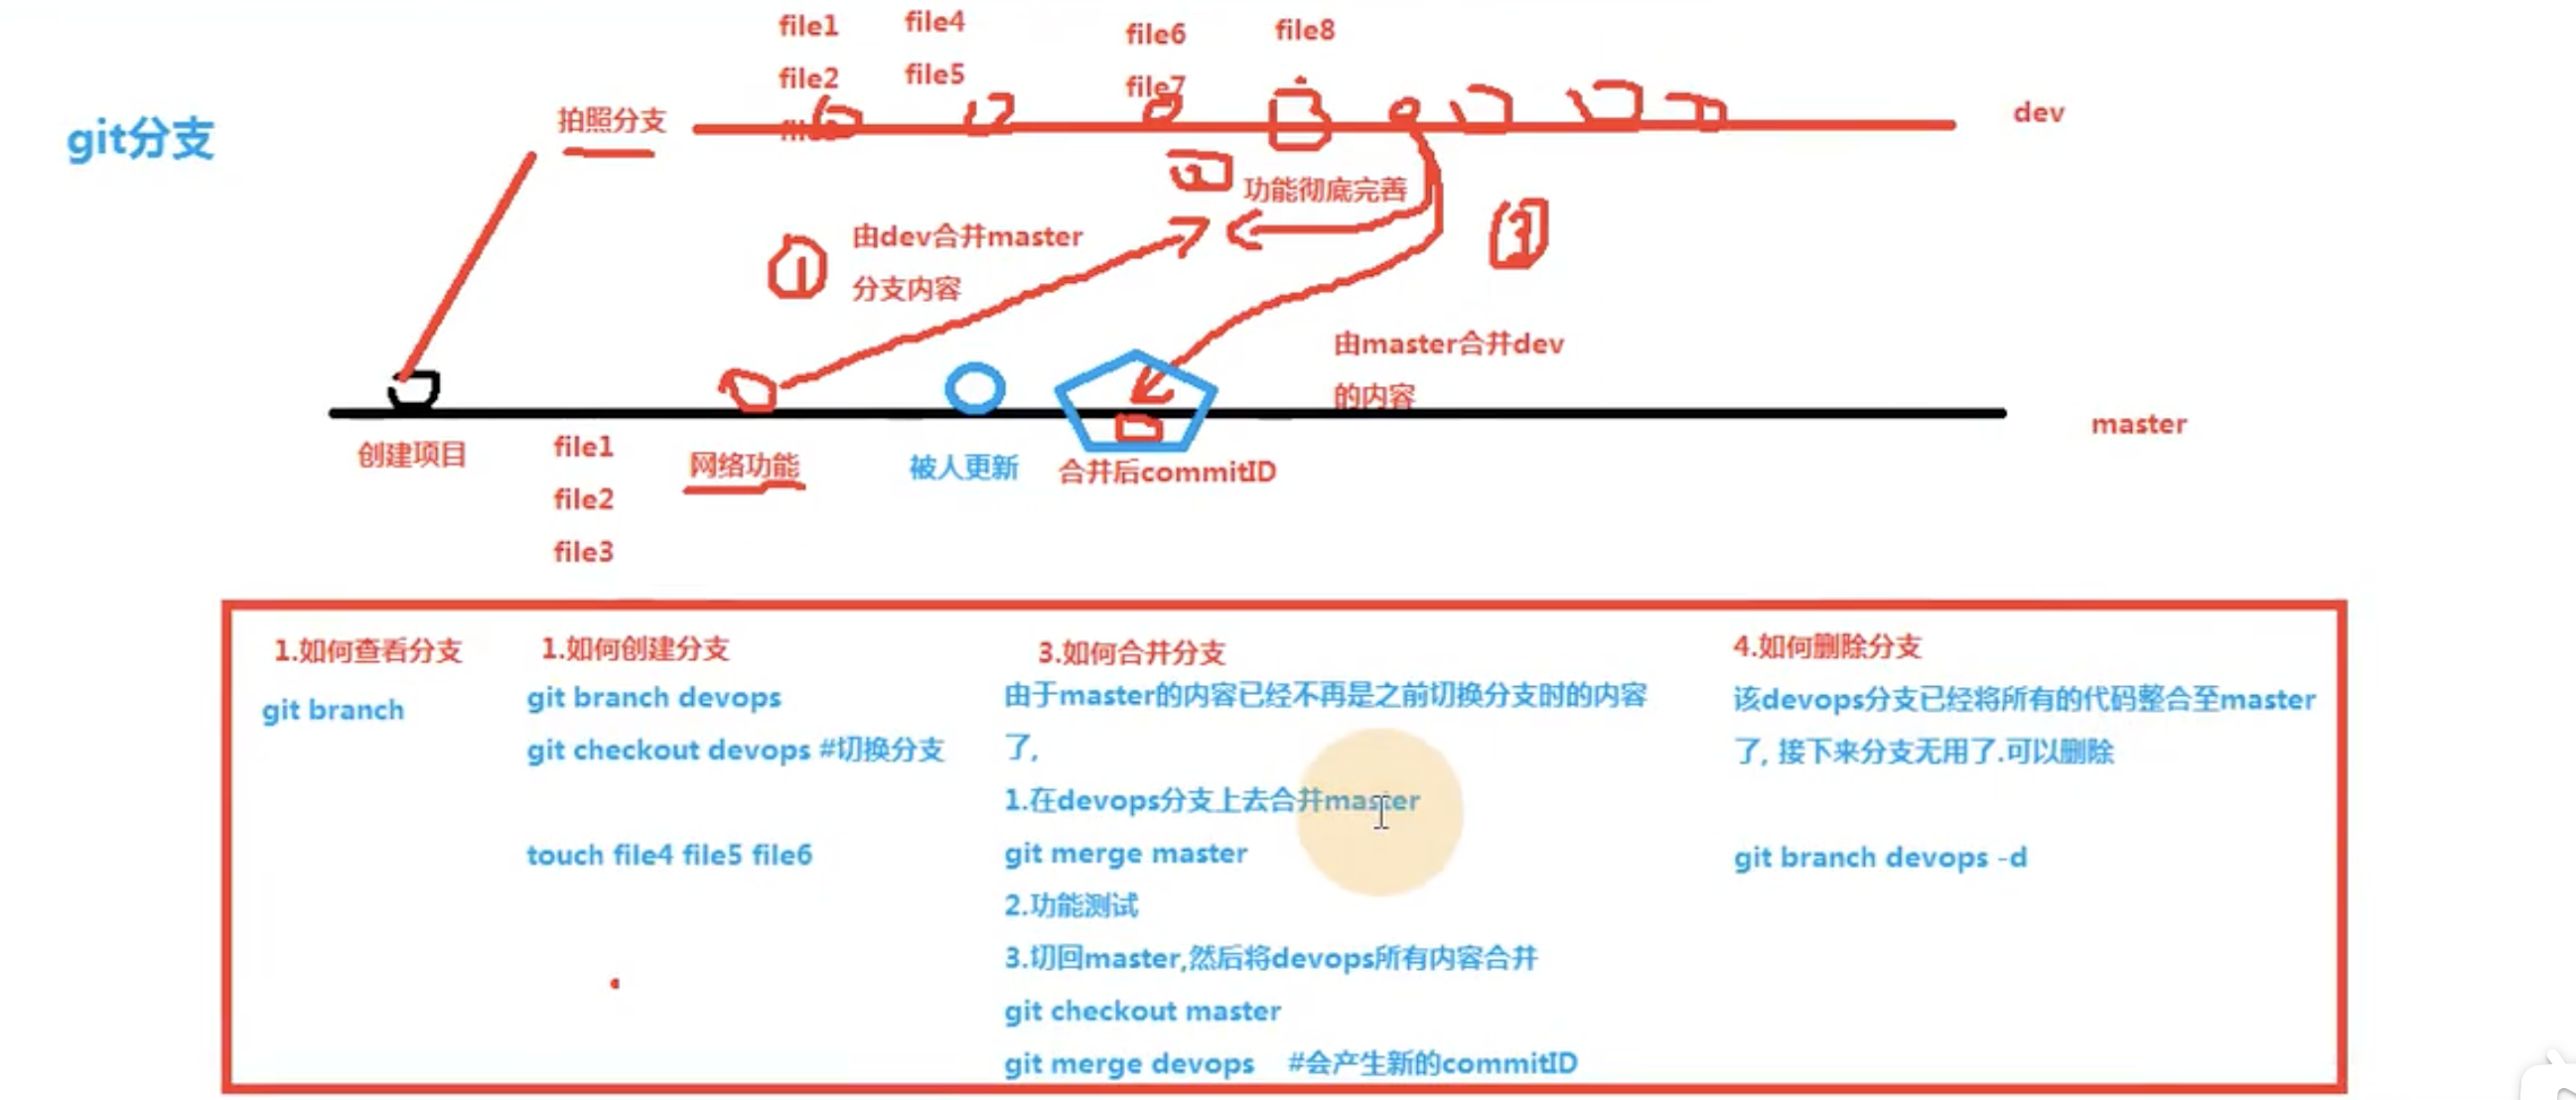 git分支
拍照分支
file1
file2
file4
file5
file6
file7
file8
dev
功能彻底完善
由dev合并master
分支内容
由master合并dev
的内容
master
创建项目
file1
file2
file3
网络功能
被人更新
合并后commitID
1.如何查看分支
git branch
1.如何创建分支
git branch devops
git checkout devops #切换分支
touch file4 file5 file6
3.如何合并分支
由于master的内容已经不再是之前切换分支时的内容
了,
1.在devops分支上去合并master
git merge master
2.功能测试
3.切回master,然后将devops所有内容合并
git checkout master
git merge devops #会产生新的commitID
4.如何删除分支
该devops分支已经将所有的代码整合至master
了, 接下来分支无用了.可以删除
git branch devops -d